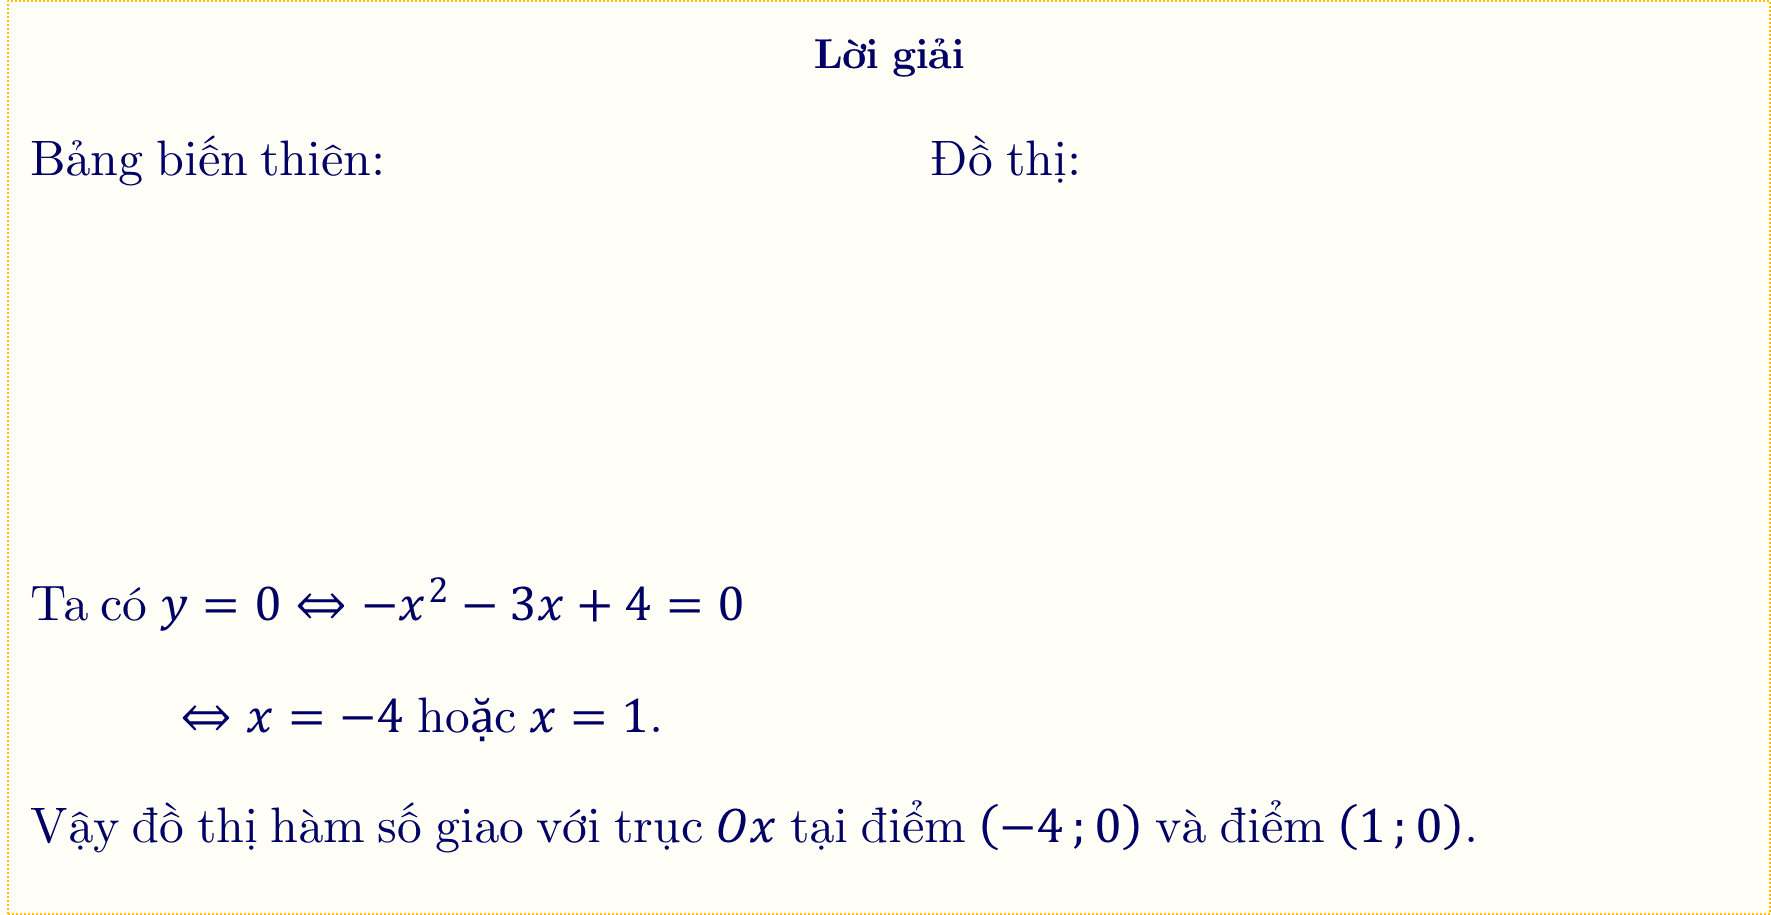 Lời giải
Bảng biến thiên: Đồ thị:
Ta có y = 0 ⇔ −x² − 3x + 4 = 0
⇔ x = −4 hoặc x = 1.
Vậy đồ thị hàm số giao với trục Ox tại điểm (−4 ; 0) và điểm (1 ; 0).